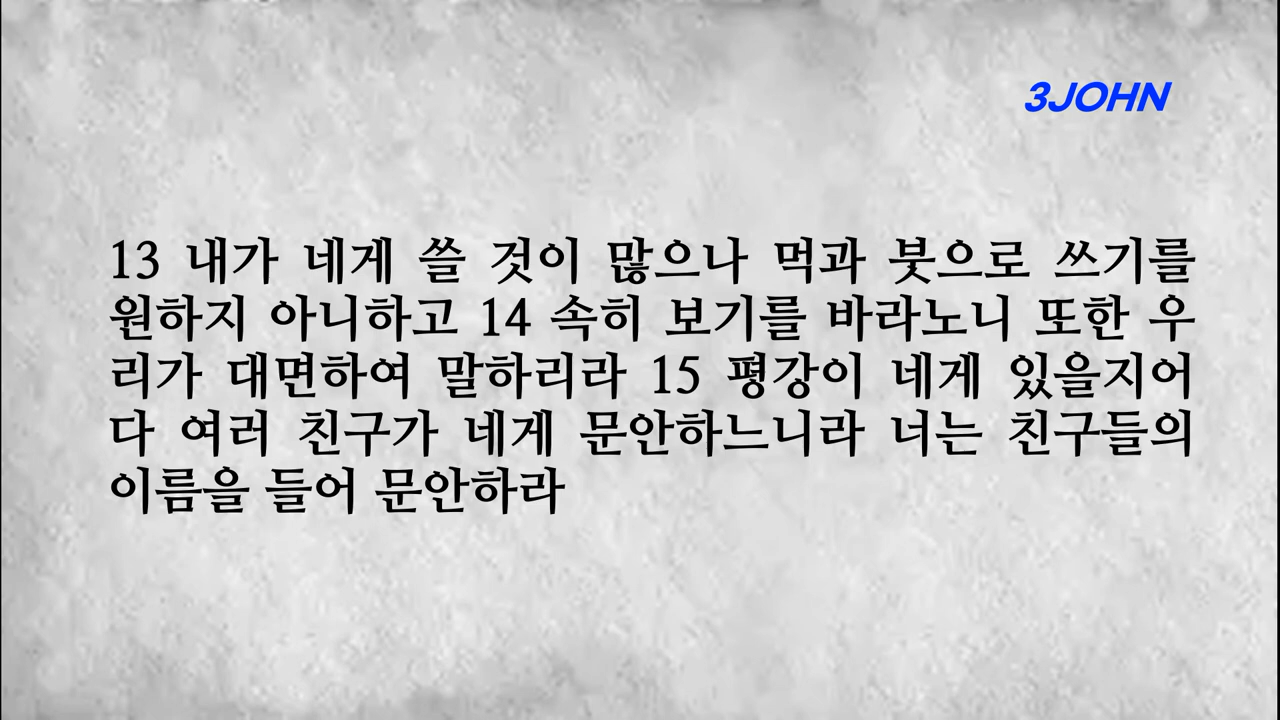 3JOHN
13 내가 네게 쓸 것이 많으나 먹과 붓으로 쓰기를
원하지 아니하고 14 속히 보기를 바라노니 또한 우
리가 대면하여 말하리라 15 평강이 네게 있을지어
다 여러 친구가 네게 문안하느니라 너는 친구들의
이름을 들어 문안하라